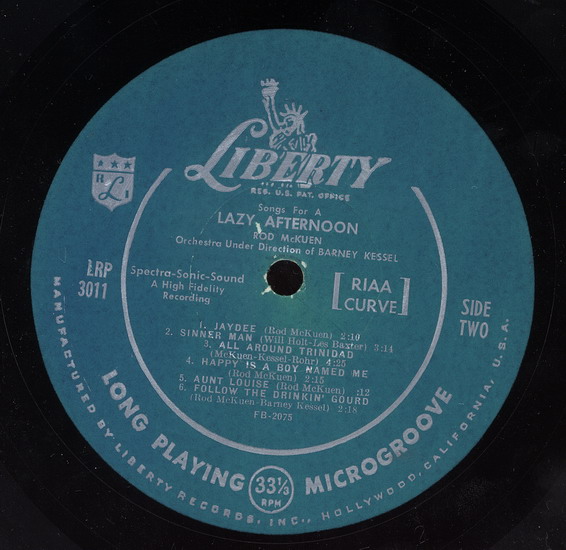 LIBERTY
REG. U.S. PAT. OFFICE
RLI
Songs For A
LAZY AFTERNOON
ROD McKUEN
Orchestra Under Direction of BARNEY KESSEL
LRP
3011
Spectra-Sonic-Sound
A High Fidelity
Recording
[RIAA
CURVE]
SIDE
TWO
1. JAYDEE (Rod McKuen) 2:10
2. SINNER MAN (Will Holt-Les Baxter) 3:14
3. ALL AROUND TRINIDAD
(McKuen-Kessel-Rohr) 4:25
4. HAPPY IS A BOY NAMED ME
(Rod McKuen) 2:15
5. AUNT LOUISE (Rod McKuen) :12
6. FOLLOW THE DRINKIN' GOURD
(Rod McKuen-Barney Kessel) 2:18
FB-2075
LONG PLAYING 33⅓ RPM MICROGROOVE
MANUFACTURED BY LIBERTY RECORDS, INC., HOLLYWOOD, CALIFORNIA, U.S.A.